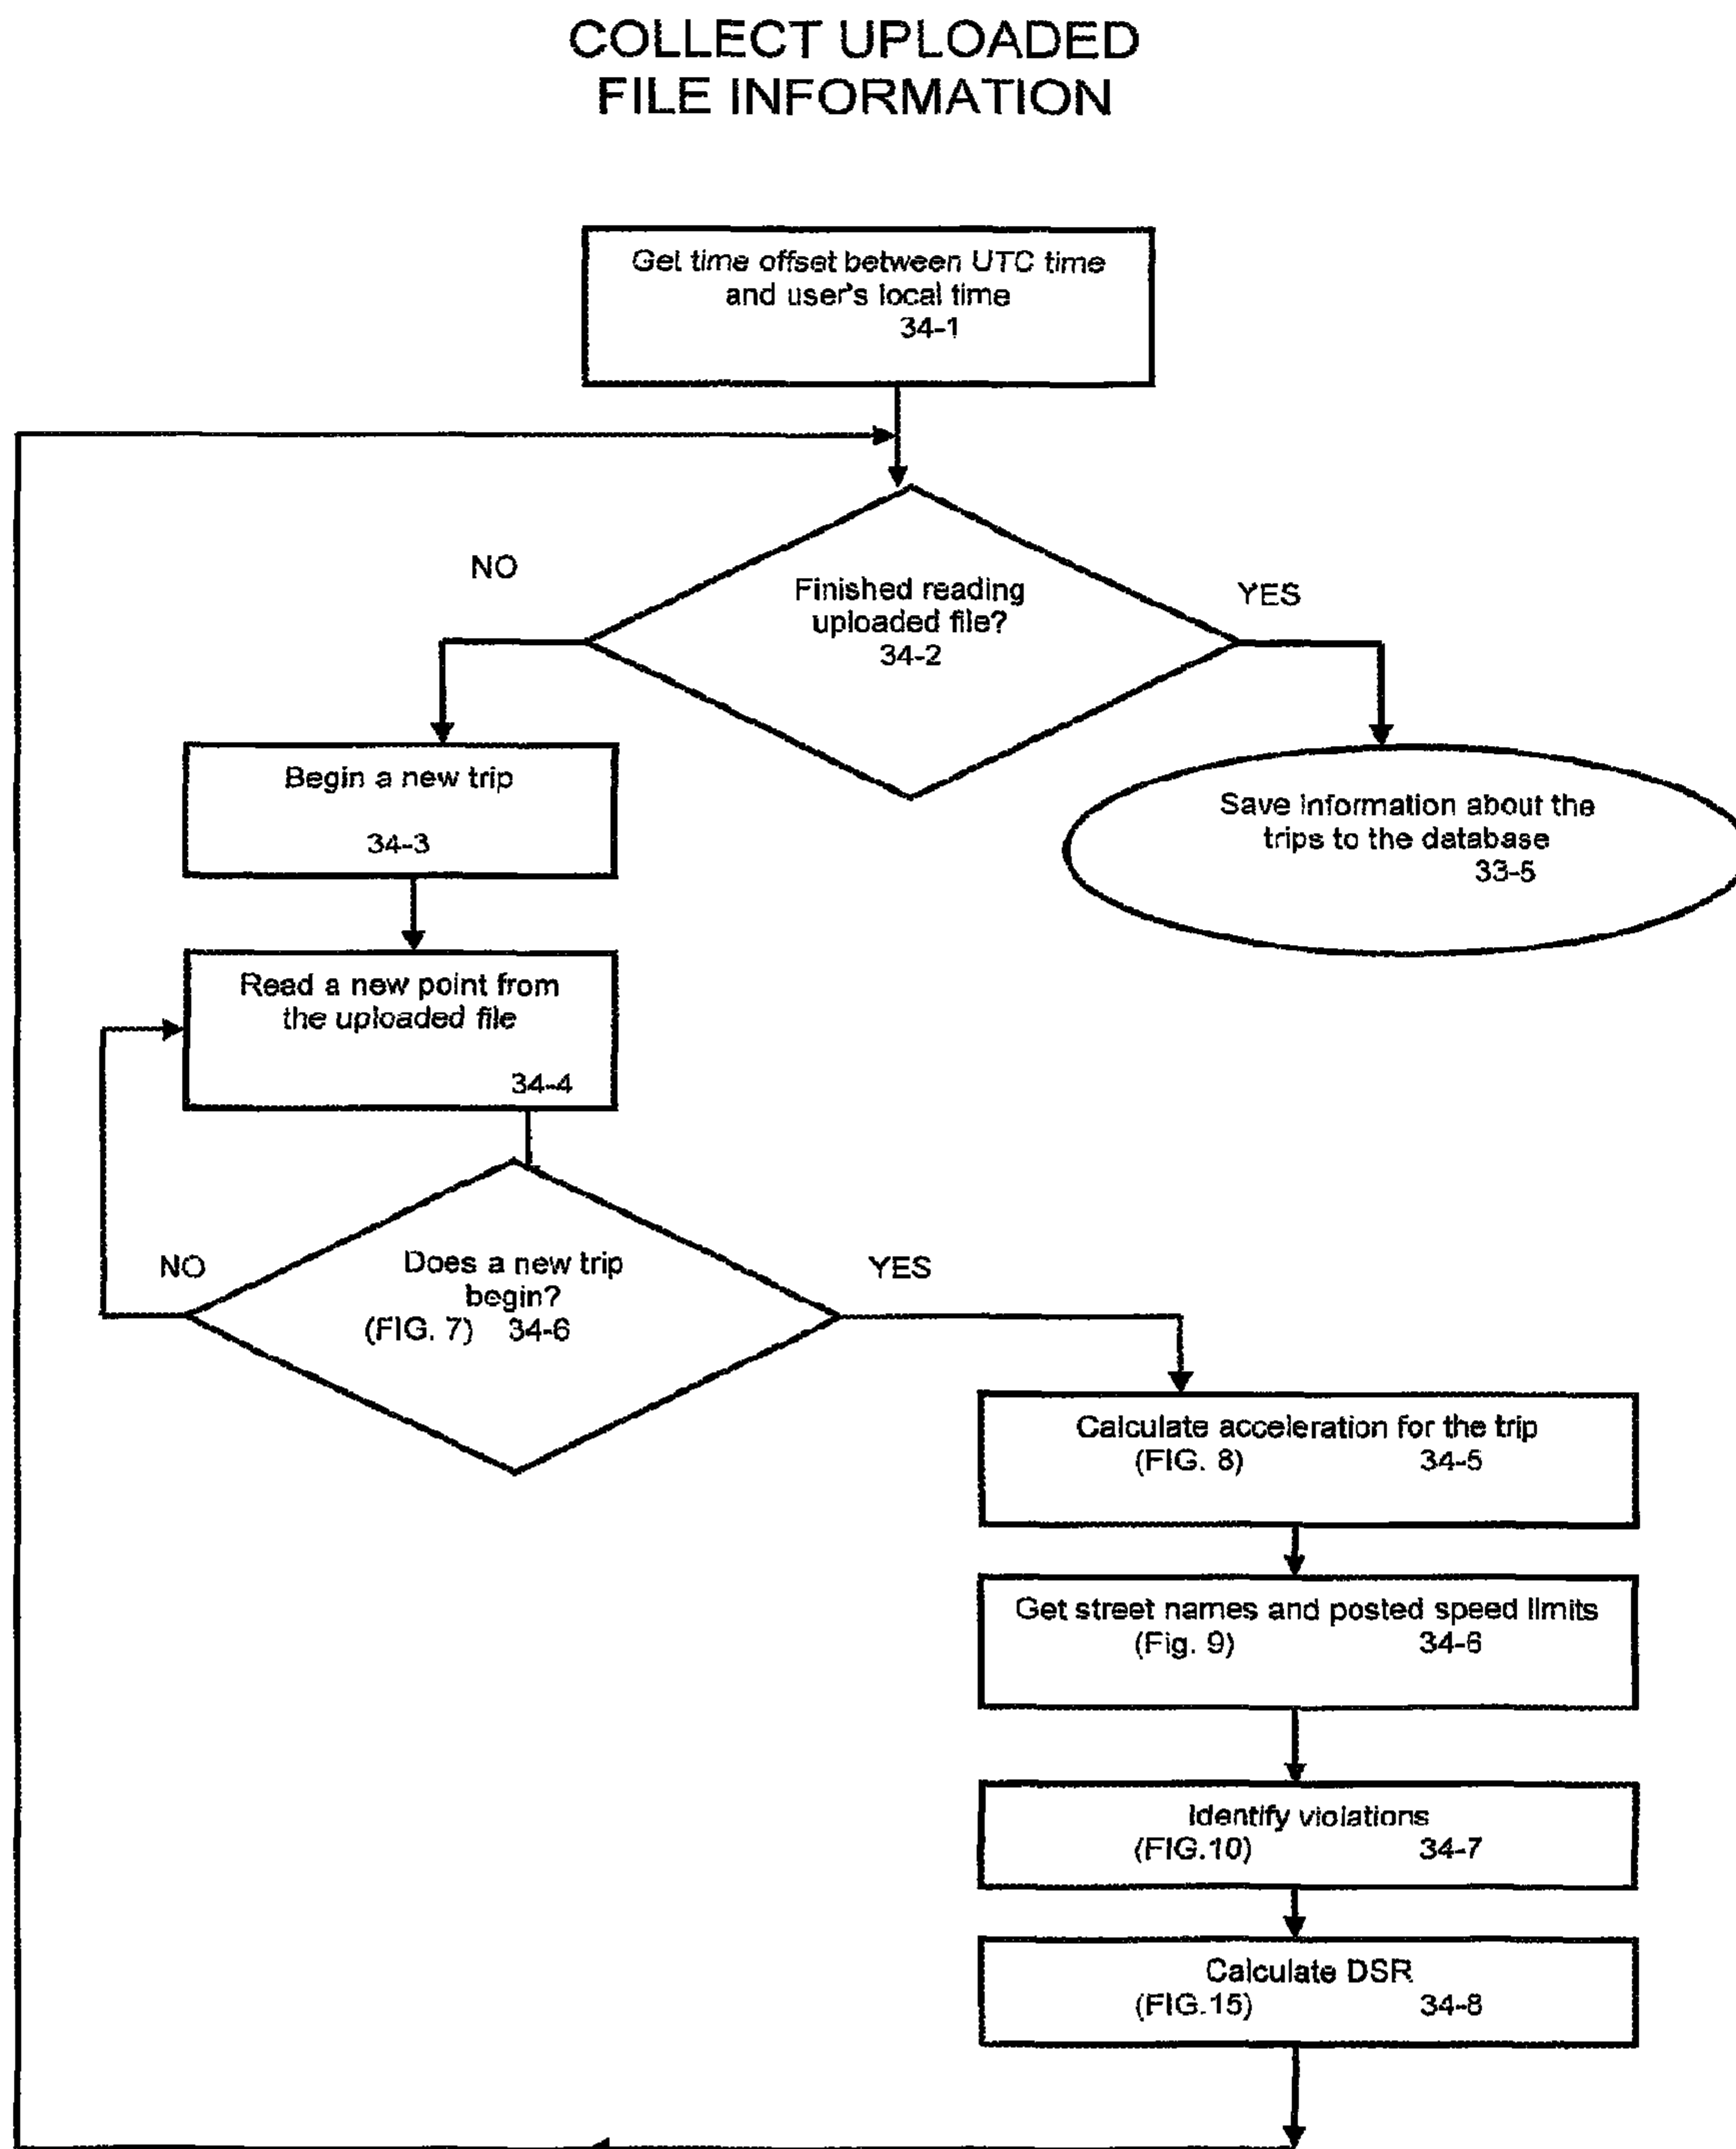 COLLECT UPLOADED
FILE INFORMATION
Get time offset between UTC time
and user's local time
34-1
NO
YES
Finished reading
uploaded file?
34-2
Begin a new trip
34-3
Save information about the
trips to the database
33-5
Read a new point from
the uploaded file
34-4
NO
YES
Does a new trip
begin?
(FIG. 7) 34-6
Calculate acceleration for the trip
(FIG. 8) 34-5
Get street names and posted speed limits
(Fig. 9) 34-6
Identify violations
(FIG.10) 34-7
Calculate DSR
(FIG.15) 34-8